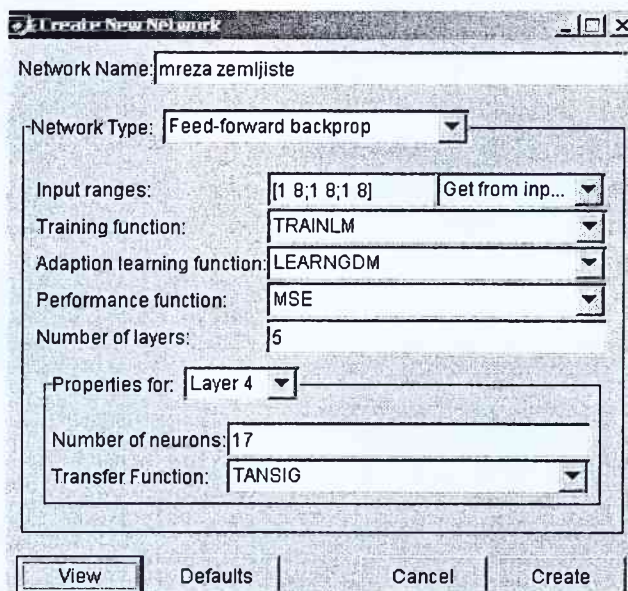 Create New Network
Network Name: mreza zemljiste
Network Type: Feed-forward backprop
Input ranges: [1 8;1 8;1 8] Get from inp...
Training function: TRAINLM
Adaption learning function: LEARNGDM
Performance function: MSE
Number of layers: 5
Properties for: Layer 4
Number of neurons: 17
Transfer Function: TANSIG
View Defaults Cancel Create